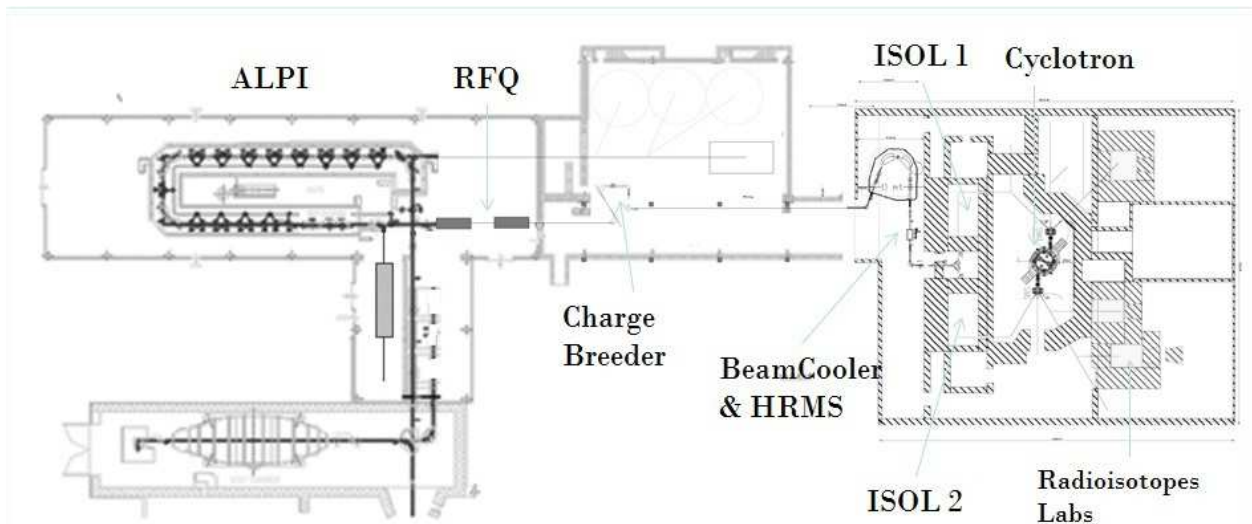 ALPI
RFQ
ISOL 1
Cyclotron
Charge
Breeder
BeamCooler
& HRMS
ISOL 2
Radioisotopes
Labs